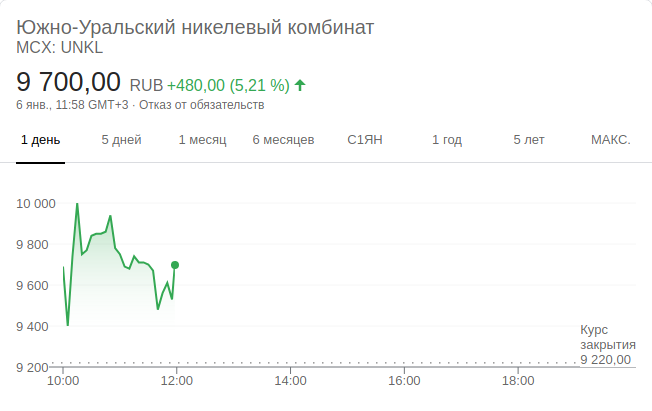 Южно-Уральский никелевый комбинат
MCX: UNKL
9 700,00 RUB +480,00 (5,21 %)
6 янв., 11:58 GMT+3 · Отказ от обязательств
1 день 5 дней 1 месяц 6 месяцев С1ЯН 1 год 5 лет МАКС.
10 000
9 800
9 600
9 400
Курс
закрытия
9 220,00
9 200
10:00 12:00 14:00 16:00 18:00